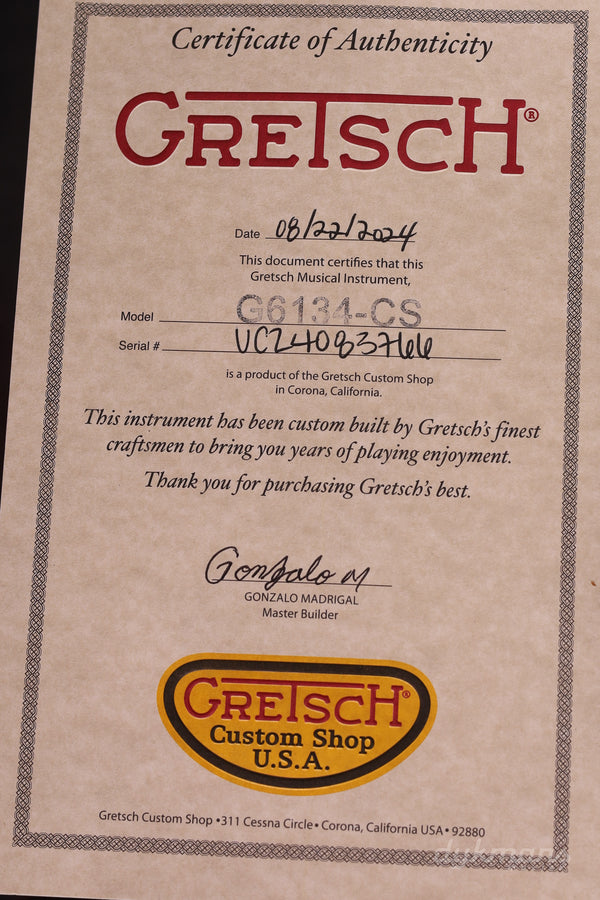 Certificate of Authenticity
GRETSCH®
Date 08/22/2024
This document certifies that this
Gretsch Musical Instrument,
Model G6134-CS
Serial # UC24083766
is a product of the Gretsch Custom Shop
in Corona, California.
This instrument has been custom built by Gretsch's finest
craftsmen to bring you years of playing enjoyment.
Thank you for purchasing Gretsch's best.
Gonzalo M
GONZALO MADRIGAL
Master Builder
GRETSCH®
Custom Shop
U.S.A.
Gretsch Custom Shop •311 Cessna Circle• Corona, California USA• 92880
dykmans